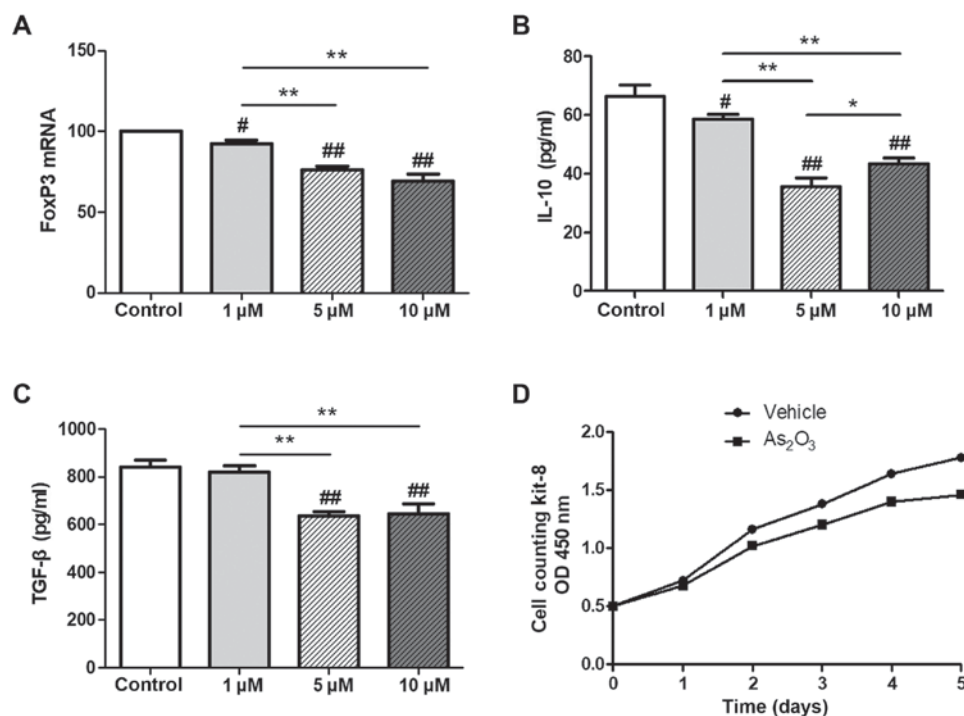 A
FoxP3 mRNA
150
100
50
0
**
**
#
##
##
Control 1 µM 5 µM 10 µM
B
IL-10 (pg/ml)
80
60
40
20
0
**
**
*
#
##
##
Control 1 µM 5 µM 10 µM
C
TGF-β (pg/ml)
1000
800
600
400
200
0
**
**
##
##
Control 1 µM 5 µM 10 µM
D
Vehicle
As₂O₃
Cell counting kit-8
OD 450 nm
2.0
1.5
1.0
0.5
0.0
0 1 2 3 4 5
Time (days)